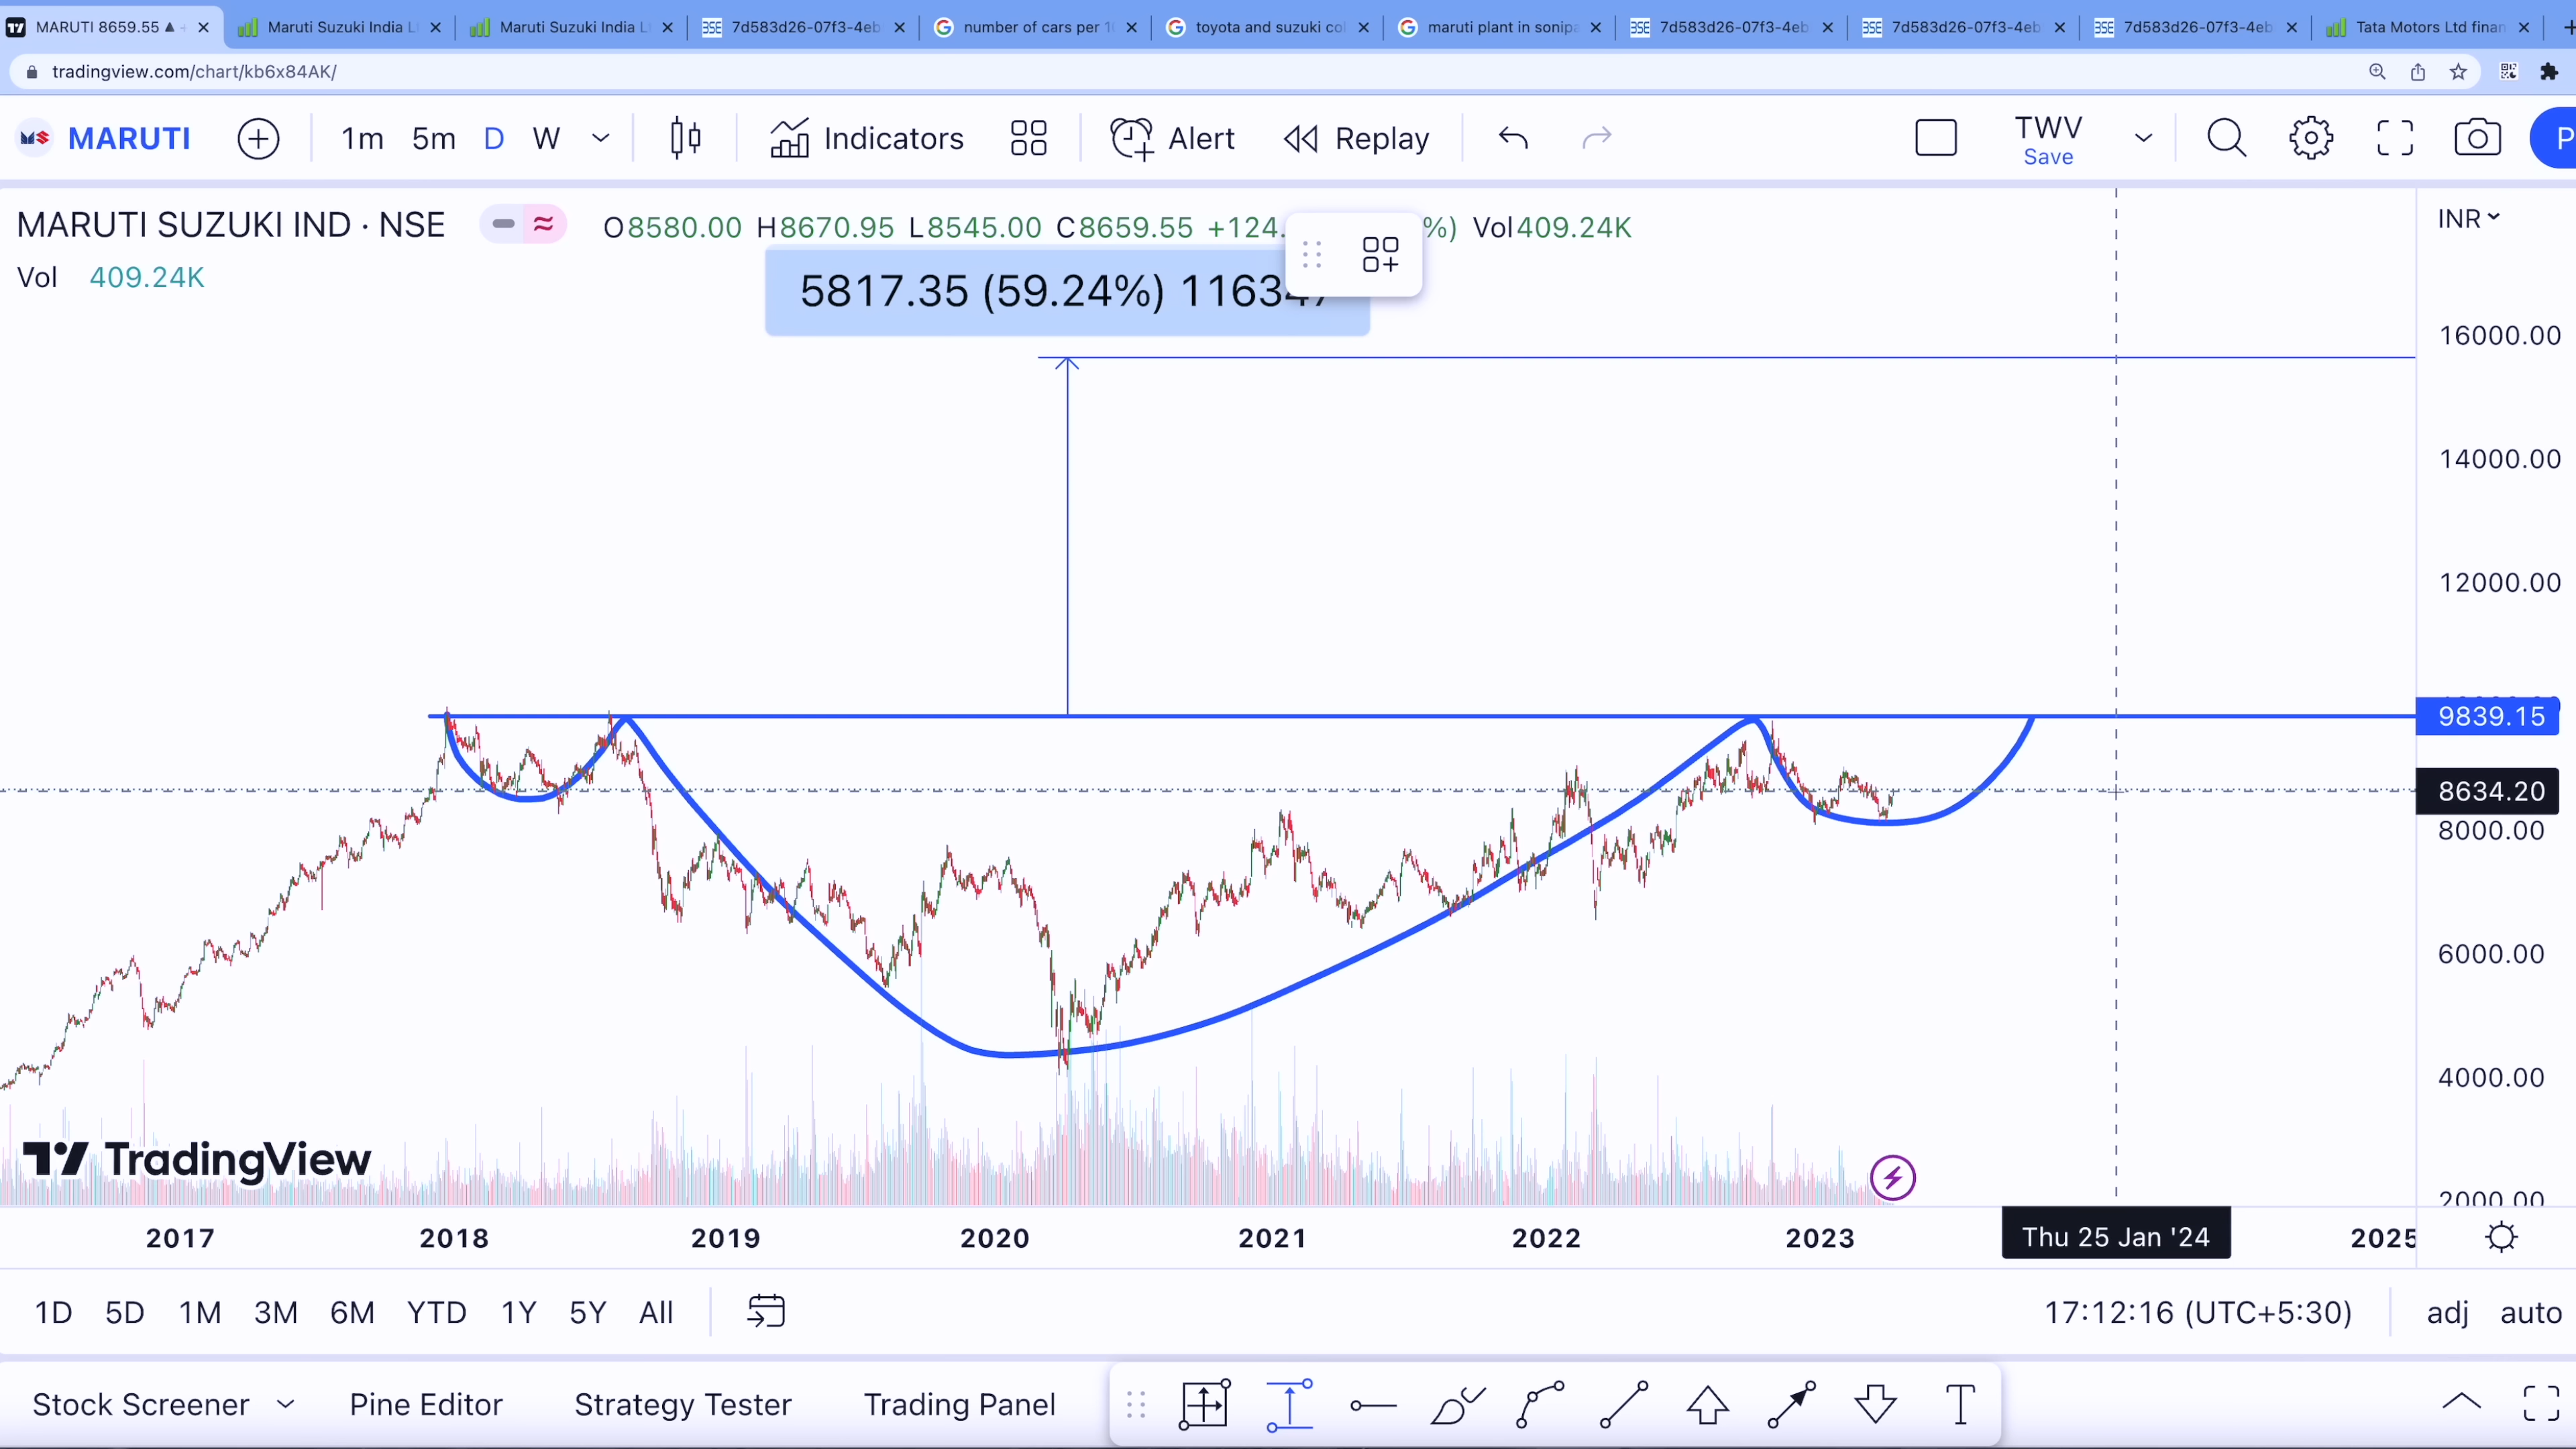 MARUTI 8659.55 ▲
Maruti Suzuki India L
Maruti Suzuki India L
7d583d26-07f3-4eb
number of cars per 10
toyota and suzuki col
maruti plant in sonipa
7d583d26-07f3-4eb
7d583d26-07f3-4eb
7d583d26-07f3-4eb
Tata Motors Ltd finan
tradingview.com/chart/kb6x84AK/
MARUTI 1m 5m D W Indicators Alert Replay TWV
Save
MARUTI SUZUKI IND · NSE O8580.00 H8670.95 L8545.00 C8659.55 +124. %) Vol409.24K INR
Vol 409.24K
5817.35 (59.24%) 116347
16000.00
14000.00
12000.00
9839.15
8634.20
8000.00
6000.00
4000.00
2000.00
TradingView
2017 2018 2019 2020 2021 2022 2023 Thu 25 Jan '24 2025
1D 5D 1M 3M 6M YTD 1Y 5Y All 17:12:16 (UTC+5:30) adj auto
Stock Screener Pine Editor Strategy Tester Trading Panel